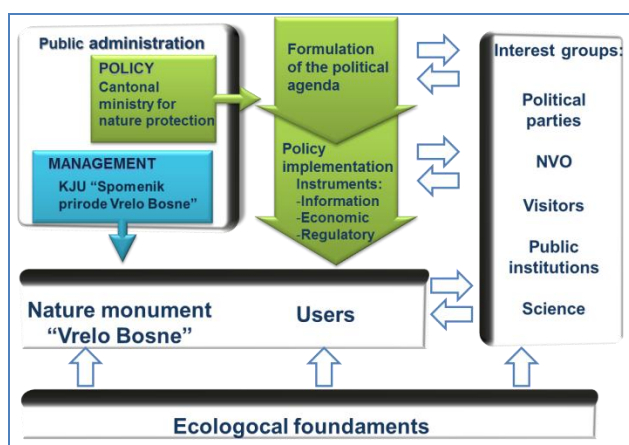 Public administration
POLICY
Cantonal
ministry for
nature protection
MANAGEMENT
KJU “Spomenik
prirode Vrelo Bosne”
Formulation
of the political
agenda
Policy
implementation
Instruments:
-Information
-Economic
-Regulatory
Interest groups:
Political
parties
NVO
Visitors
Public
institutions
Science
Nature monument
“Vrelo Bosne”
Users
Ecologocal foundaments